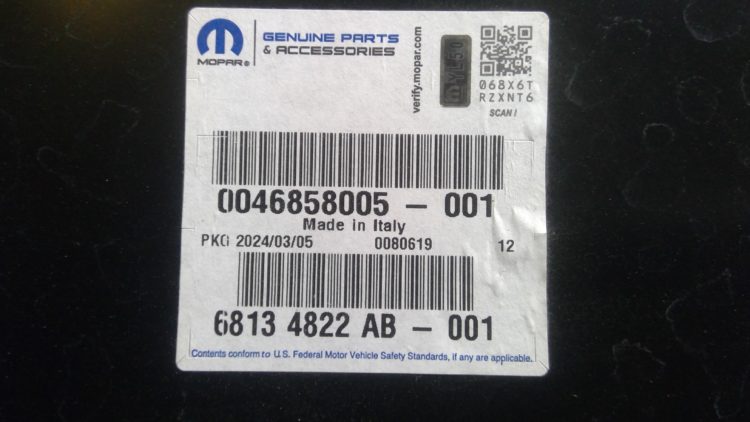 MOPAR®
GENUINE PARTS
& ACCESSORIES
verify.mopar.com
068X6T
RZXNT6
SCAN!
0046858005 – 001
Made in Italy
PKG 2024/03/05 0080619 12
6813 4822 AB – 001
Contents conform to U.S. Federal Motor Vehicle Safety Standards, if any are applicable.